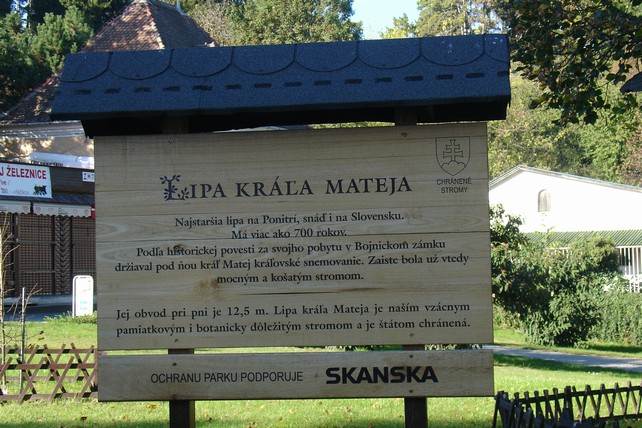 J ŽELEZNICE
CHRÁNENÉ
STROMY
LIPA KRÁĽA MATEJA
Najstaršia lipa na Ponitrí, snáď i na Slovensku.
Má viac ako 700 rokov.
Podľa historickej povesti za svojho pobytu v Bojnickom zámku
držiaval pod ňou kráľ Matej kráľovské snemovanie. Zaiste bola už vtedy
mocným a košatým stromom.
Jej obvod pri pni je 12,5 m. Lipa kráľa Mateja je naším vzácnym
pamiatkovým i botanicky dôležitým stromom a je štátom chránená.
OCHRANU PARKU PODPORUJE SKANSKA